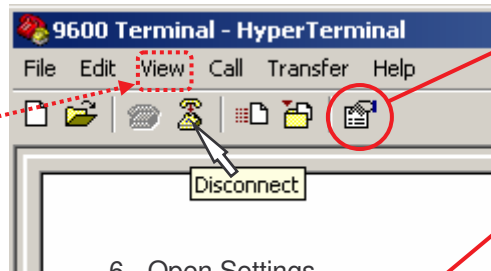 9600 Terminal - HyperTerminal
File Edit View Call Transfer Help
Disconnect
6. Open Settings